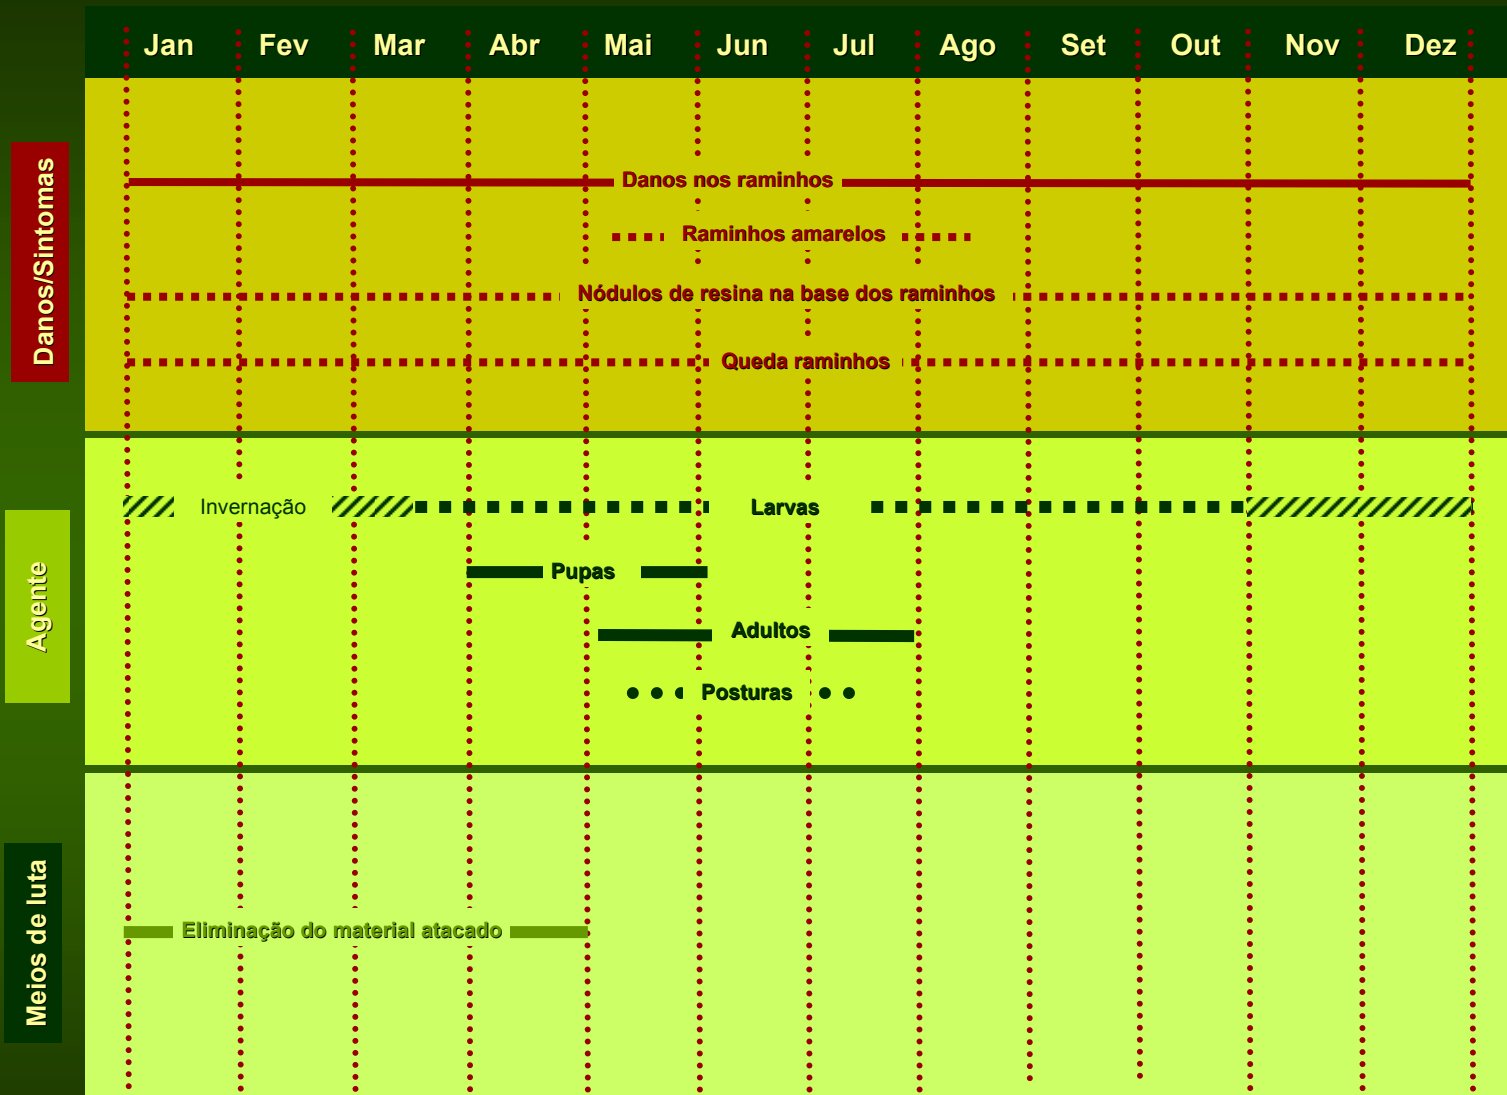 Jan Fev Mar Abr Mai Jun Jul Ago Set Out Nov Dez
Danos/Sintomas
Danos nos raminhos
Raminhos amarelos
Nódulos de resina na base dos raminhos
Queda raminhos
Agente
Invernação Larvas
Pupas
Adultos
Posturas
Meios de luta
Eliminação do material atacado